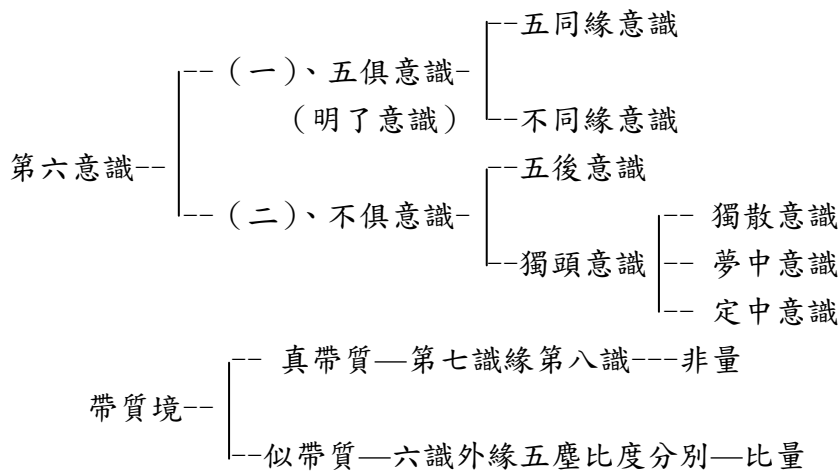 --五同緣意識
--（一）、五俱意識-
（明了意識）
--不同緣意識
第六意識--
--五後意識
--（二）、不俱意識-
-- 獨散意識
--獨頭意識
-- 夢中意識
-- 定中意識
-- 真帶質—第七識緣第八識---非量
帶質境--
--似帶質—六識外緣五塵比度分別—比量